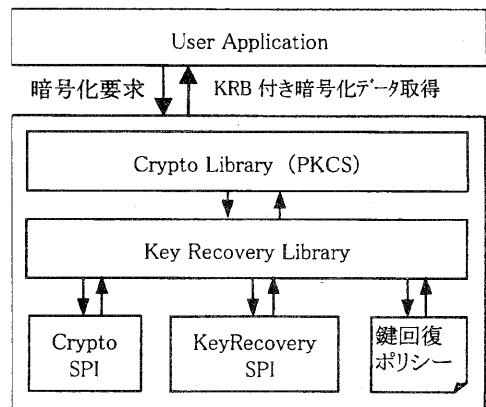 User Application
暗号化要求
KRB 付き暗号化データ取得
Crypto Library (PKCS)
Key Recovery Library
Crypto
SPI
KeyRecovery
SPI
鍵回復
ポリシー